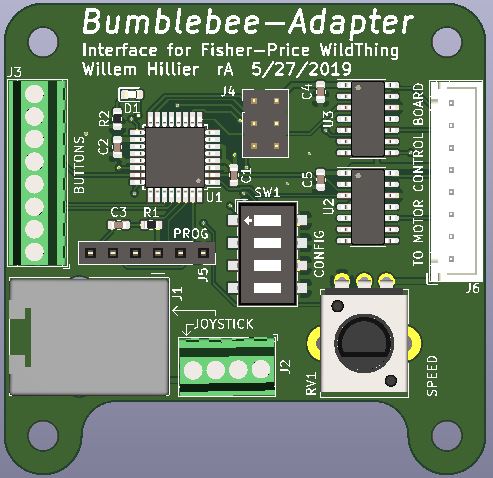 Bumblebee-Adapter
Interface for Fisher-Price WildThing
Willem Hillier rA 5/27/2019
J3
D1
J4
C4
R2
U3
C2
BUTTONS
C1
U1
C5
U2
SW1
TO MOTOR CONTROL BOARD
C3
R1
PROG
J5
CONFIG
J6
J1
JOYSTICK
J2
RV1
SPEED